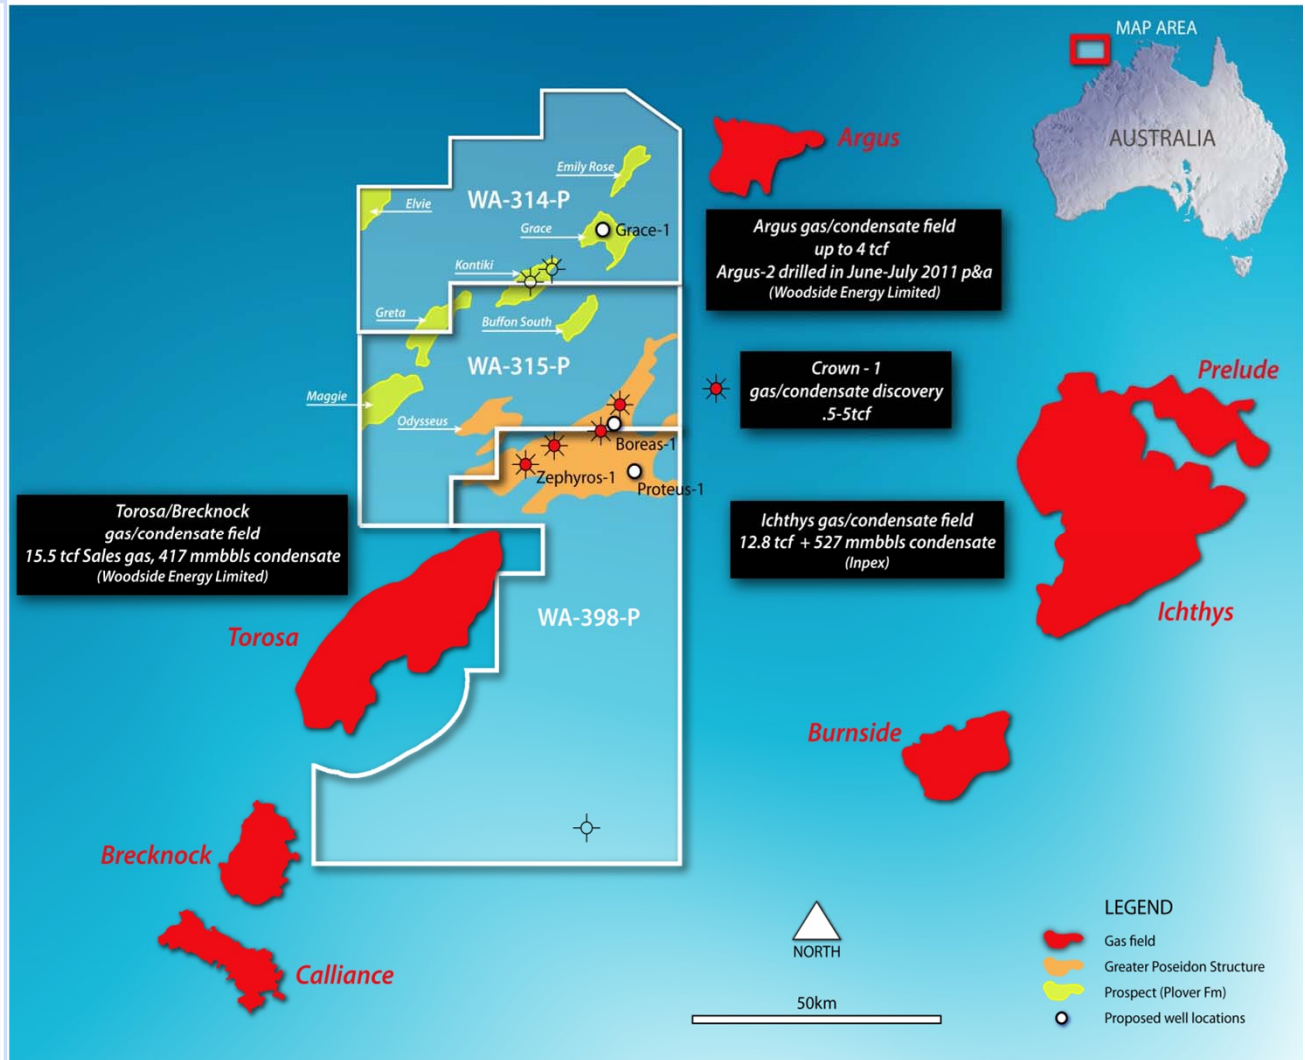 MAP AREA
AUSTRALIA
Argus
Emily Rose
WA-314-P
Elvie
Grace
Grace-1
Argus gas/condensate field
up to 4 tcf
Argus-2 drilled in June-July 2011 p&a
(Woodside Energy Limited)
Kontiki
Greta
Buffon South
WA-315-P
Crown - 1
gas/condensate discovery
.5-5tcf
Prelude
Maggie
Odysseus
Boreas-1
Zephyros-1
Proteus-1
Torosa/Brecknock
gas/condensate field
15.5 tcf Sales gas, 417 mmbbls condensate
(Woodside Energy Limited)
Ichthys gas/condensate field
12.8 tcf + 527 mmbbls condensate
(Inpex)
Ichthys
WA-398-P
Torosa
Burnside
Brecknock
Calliance
NORTH
50km
LEGEND
Gas field
Greater Poseidon Structure
Prospect (Plover Fm)
Proposed well locations